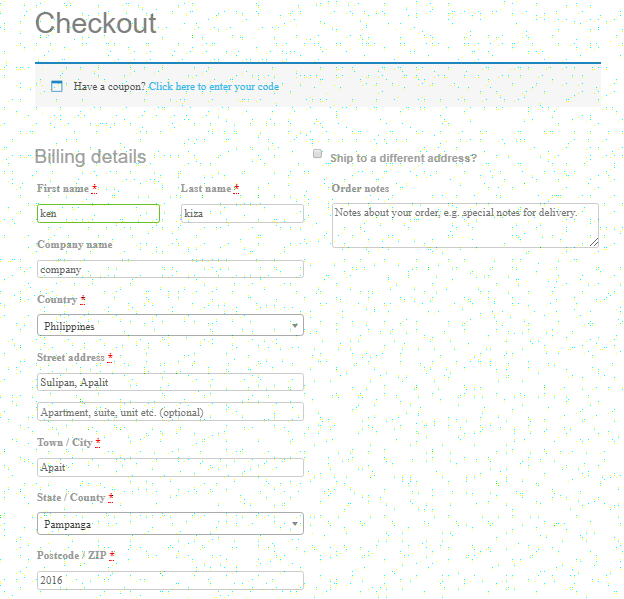 Checkout
Have a coupon? Click here to enter your code
Billing details
Ship to a different address?
First name *
Last name *
Order notes
ken
kiza
Notes about your order, e.g. special notes for delivery.
Company name
company
Country *
Philippines
Street address *
Sulipan, Apalit
Apartment, suite, unit etc. (optional)
Town / City *
Apait
State / County *
Pampanga
Postcode / ZIP *
2016